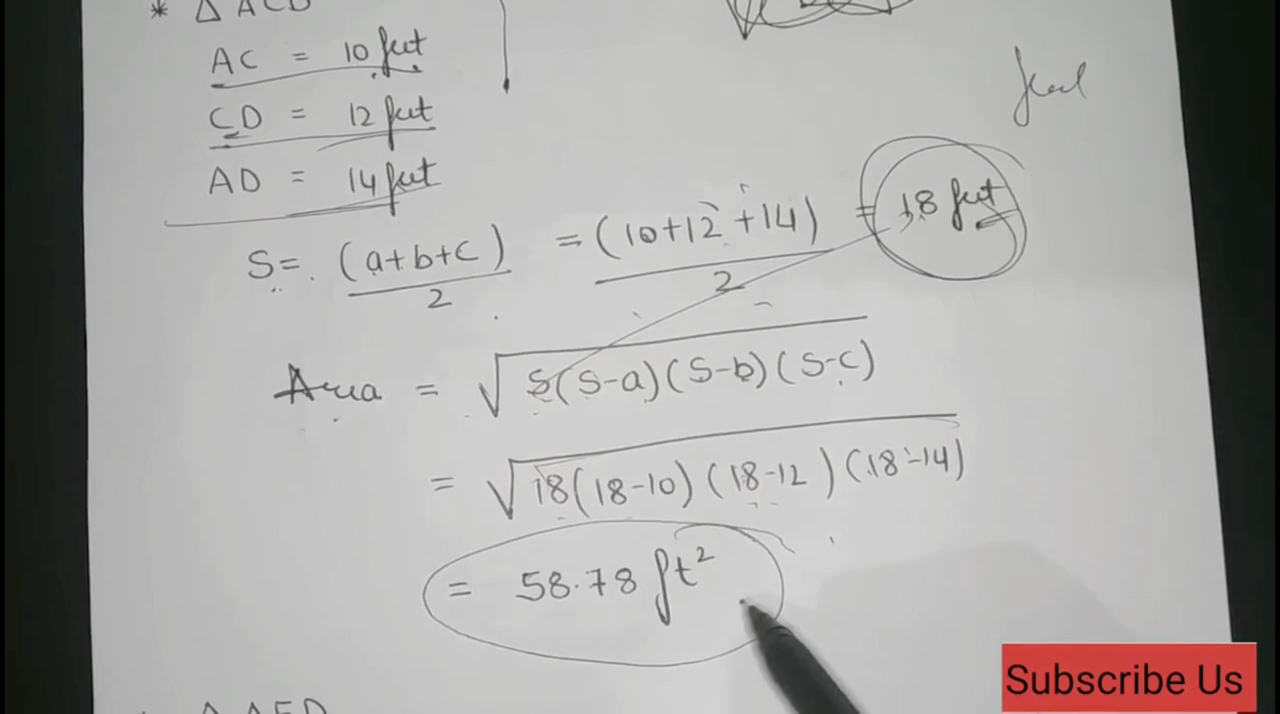 * Δ ACD
AC = 10 feet
CD = 12 feet
AD = 14 feet
S = (a+b+c)/2 = (10+12+14)/2 = 18 feet
Area = √S(S-a)(S-b)(S-c)
= √18(18-10)(18-12)(18-14)
= 58.78 ft²
Subscribe Us